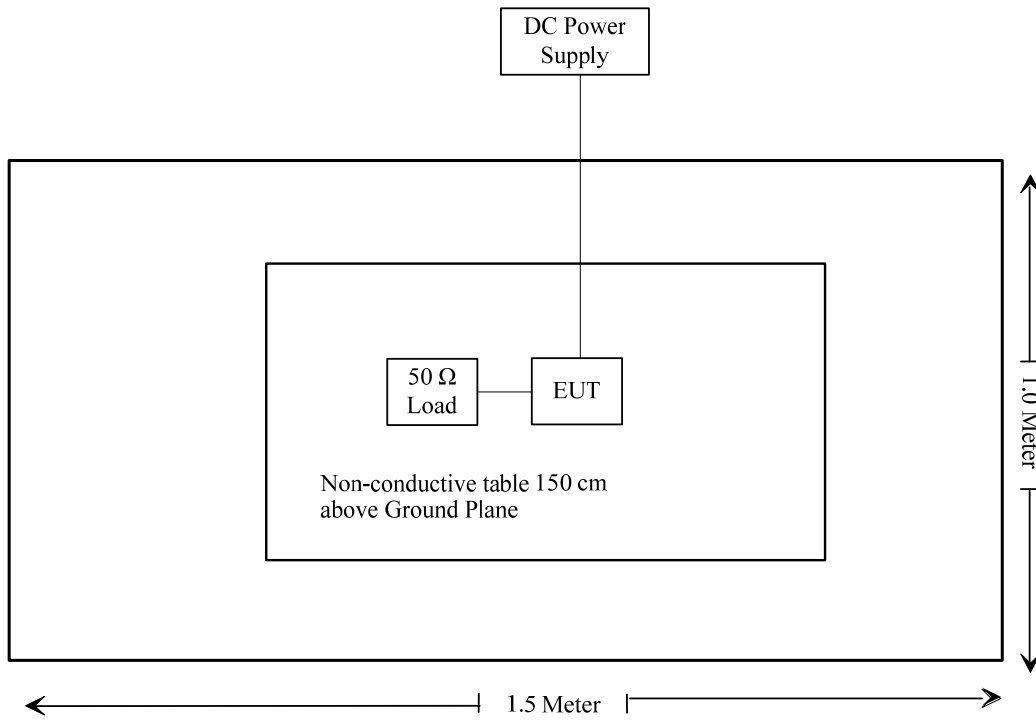 DC Power
Supply
50 Ω
Load
EUT
Non-conductive table 150 cm
above Ground Plane
1.0 Meter
1.5 Meter